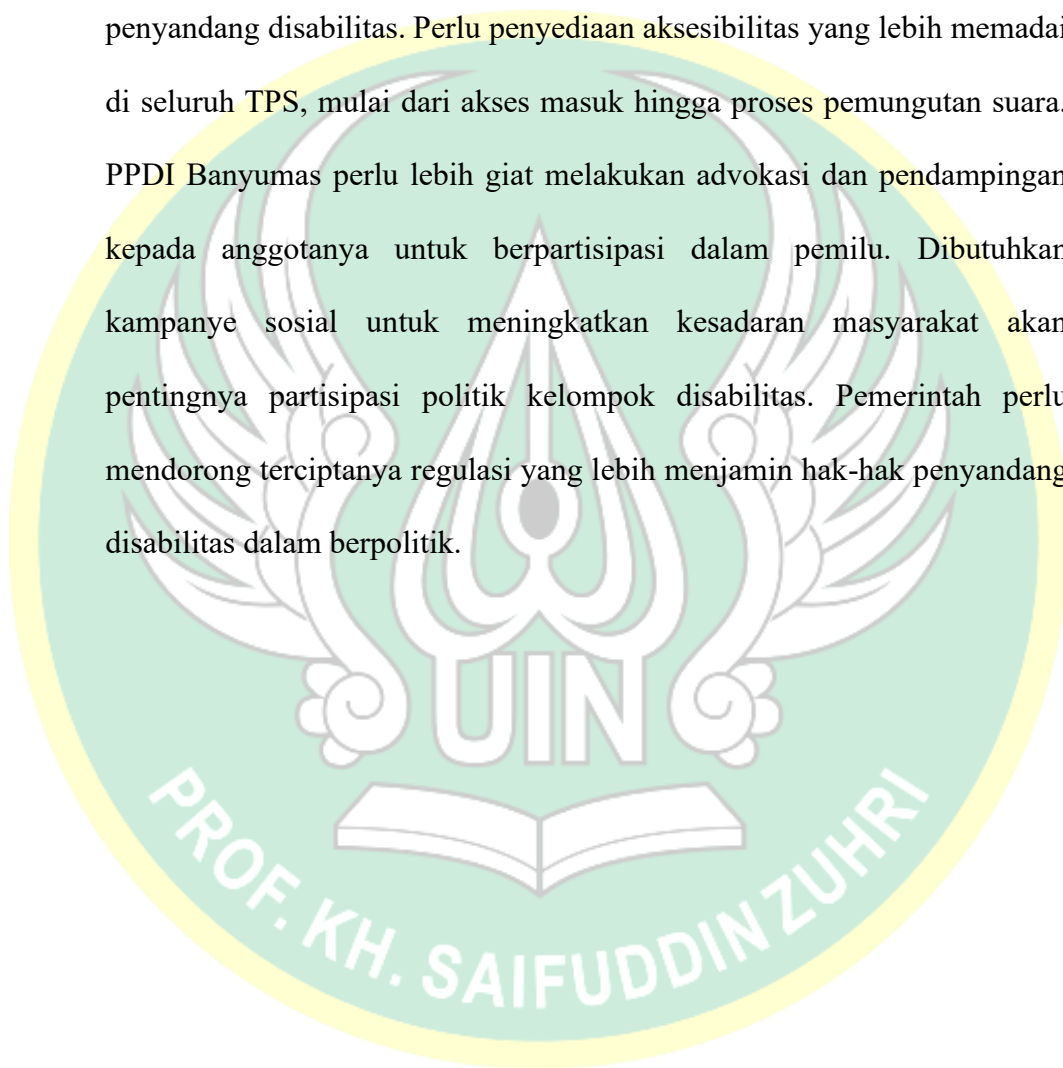 penyandang disabilitas. Perlu penyediaan aksesibilitas yang lebih memadai
di seluruh TPS, mulai dari akses masuk hingga proses pemungutan suara.
PPDI Banyumas perlu lebih giat melakukan advokasi dan pendampingan
kepada anggotanya untuk berpartisipasi dalam pemilu. Dibutuhkan
kampanye sosial untuk meningkatkan kesadaran masyarakat akan
pentingnya partisipasi politik kelompok disabilitas. Pemerintah perlu
mendorong terciptanya regulasi yang lebih menjamin hak-hak penyandang
disabilitas dalam berpolitik.
UIN
PROF. KH. SAIFUDDIN ZUHRI